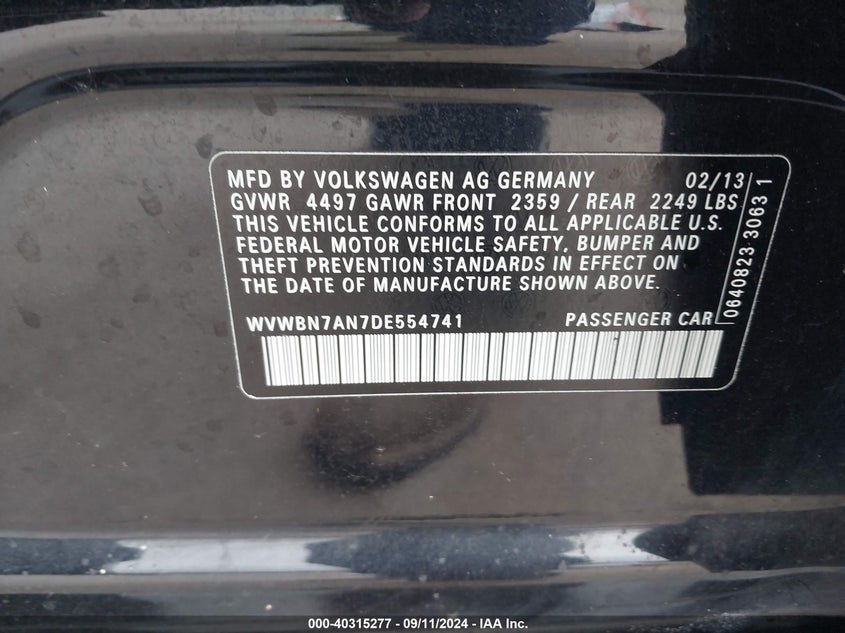 MFD BY VOLKSWAGEN AG GERMANY 02/13
GVWR 4497 GAWR FRONT 2359 / REAR 2249 LBS
THIS VEHICLE CONFORMS TO ALL APPLICABLE U.S.
FEDERAL MOTOR VEHICLE SAFETY, BUMPER AND
THEFT PREVENTION STANDARDS IN EFFECT ON
THE DATE OF MANUFACTURE SHOWN ABOVE.
WVWBN7AN7DE554741 PASSENGER CAR
0640823 3063 1
000-40315277 - 09/11/2024 - IAA Inc.